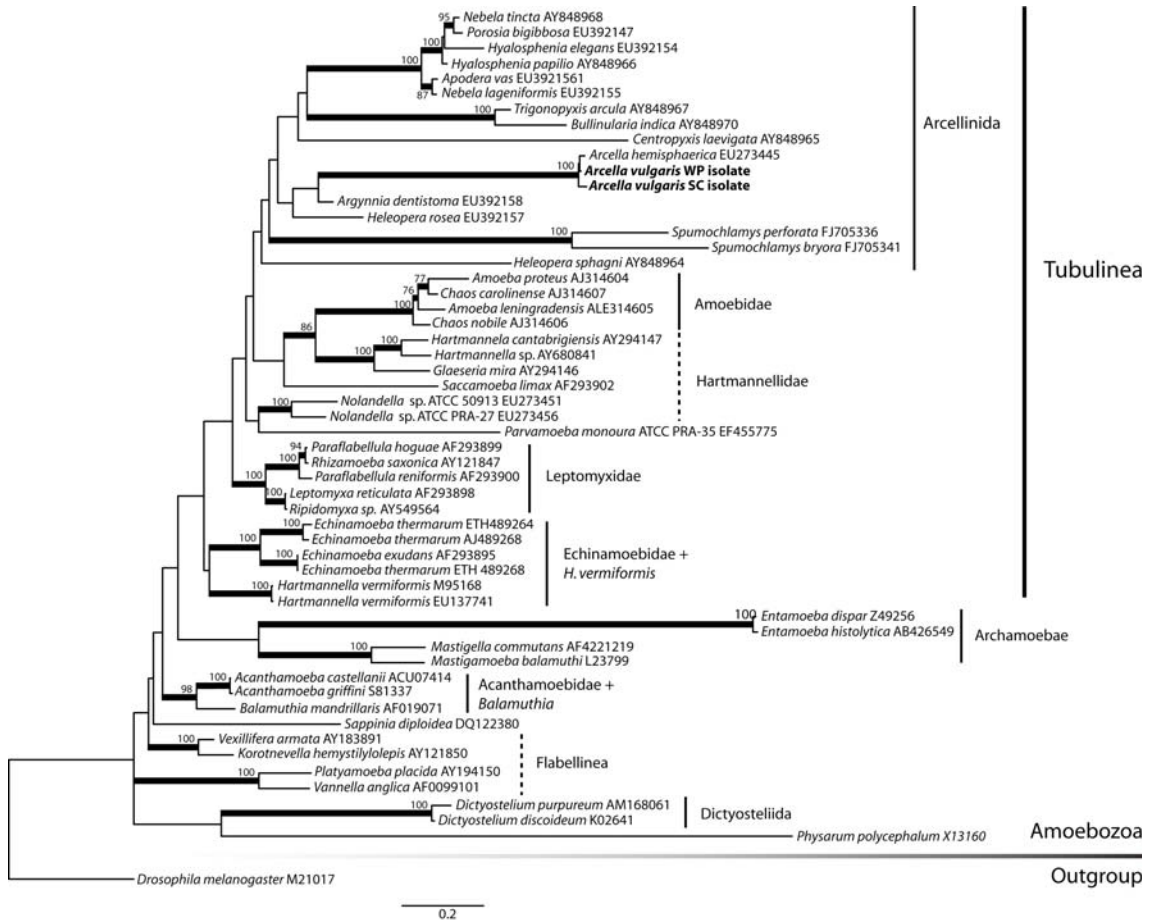 95
Nebela tincta AY848968
Porosia bigibbosa EU392147
100
Hyalosphenia elegans EU392154
100
Hyalosphenia papilio AY848966
Apodera vas EU3921561
87
Nebela lageniformis EU392155
100
Trigonopyxis arcula AY848967
Bullinularia indica AY848970
Centropyxis laevigata AY848965
Arcellinida
Arcella hemisphaerica EU273445
100
Arcella vulgaris WP isolate
Arcella vulgaris SC isolate
Argynnia dentistoma EU392158
Heleopera rosea EU392157
100
Spumochlamys perforata FJ705336
Spumochlamys bryora FJ705341
Heleopera sphagni AY848964
Tubulinea
77
Amoeba proteus AJ314604
76
Chaos carolinense AJ314607
100
Amoeba leningradensis ALE314605
Chaos nobile AJ314606
Amoebidae
86
100
Hartmannela cantabrigiensis AY294147
100
Hartmannella sp. AY680841
Glaeseria mira AY294146
Saccamoeba limax AF293902
Hartmannellidae
100
Nolandella sp. ATCC 50913 EU273451
Nolandella sp. ATCC PRA-27 EU273456
Parvamoeba monoura ATCC PRA-35 EF455775
94
Paraflabellula hoguae AF293899
100
Rhizamoeba saxonica AY121847
100
Paraflabellula reniformis AF293900
100
Leptomyxa reticulata AF293898
Ripidomyxa sp. AY549564
Leptomyxidae
100
Echinamoeba thermarum ETH489264
100
Echinamoeba thermarum AJ489268
100
Echinamoeba exudans AF293895
Echinamoeba thermarum ETH 489268
Echinamoebidae +
H. vermiformis
100
Hartmannella vermiformis M95168
Hartmannella vermiformis EU137741
100
Entamoeba dispar Z49256
Entamoeba histolytica AB426549
Archamoebae
100
Mastigella commutans AF4221219
Mastigamoeba balamuthi L23799
100
Acanthamoeba castellanii ACU07414
98
Acanthamoeba griffini S81337
Balamuthia mandrillaris AF019071
Acanthamoebidae +
Balamuthia
Sappinia diploidea DQ122380
100
Vexillifera armata AY183891
Korotnevella hemystilylolepis AY121850
Flabellinea
100
Platyamoeba placida AY194150
Vannella anglica AF0099101
100
Dictyostelium purpureum AM168061
Dictyostelium discoideum K02641
Dictyosteliida
Physarum polycephalum X13160
Amoebozoa
Drosophila melanogaster M21017
Outgroup
0.2